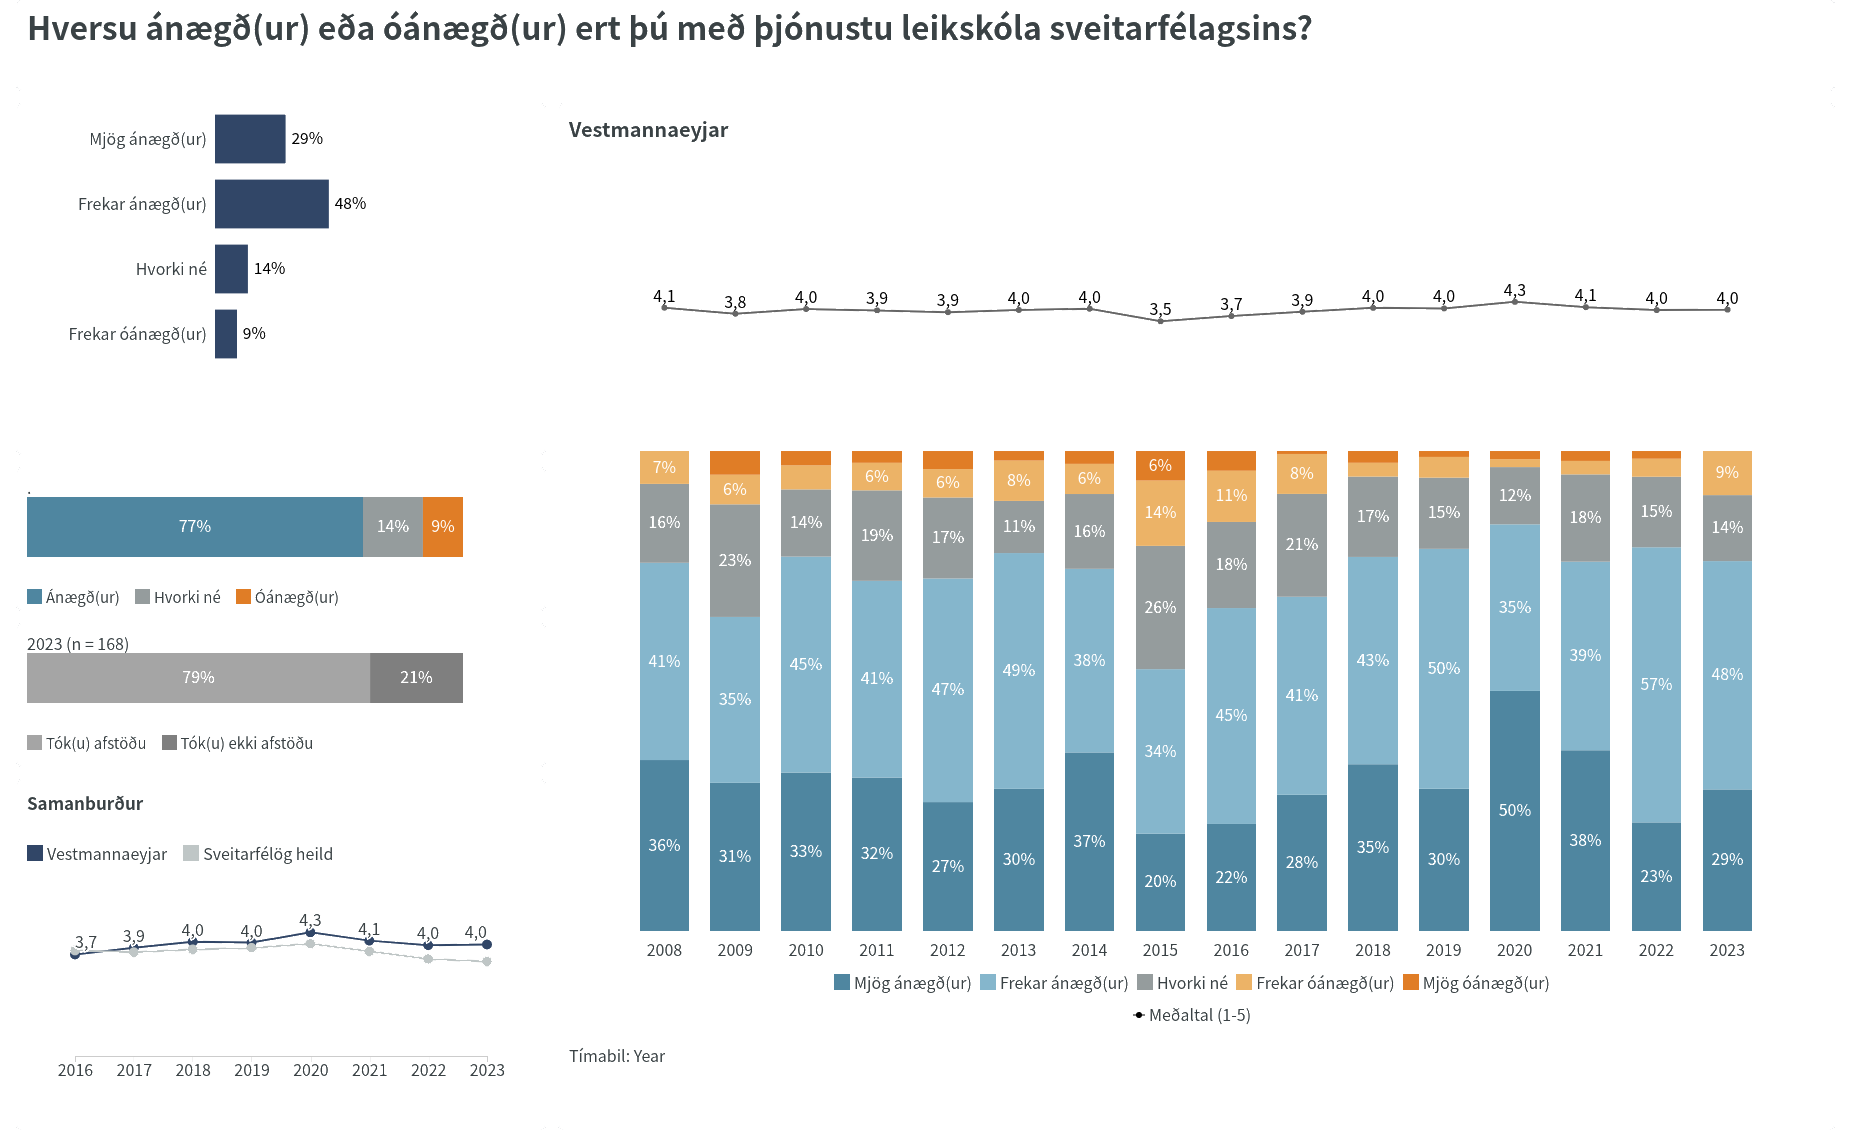 Hversu ánægð(ur) eða óánægð(ur) ert þú með þjónustu leikskóla sveitarfélagsins?
Mjög ánægð(ur) 29%
Frekar ánægð(ur) 48%
Hvorki né 14%
Frekar óánægð(ur) 9%
.
77% 14% 9%
Ánægð(ur) Hvorki né Óánægð(ur)
2023 (n = 168)
79% 21%
Tók(u) afstöðu Tók(u) ekki afstöðu
Samanburður
Vestmannaeyjar Sveitarfélög heild
3,7 3,9 4,0 4,0 4,3 4,1 4,0 4,0
2016 2017 2018 2019 2020 2021 2022 2023
Vestmannaeyjar
4,1 3,8 4,0 3,9 3,9 4,0 4,0 3,5 3,7 3,9 4,0 4,0 4,3 4,1 4,0 4,0
7% 6% 6% 6% 8% 6% 6% 14% 11% 8% 9%
16% 23% 14% 19% 17% 11% 16% 26% 18% 21% 17% 15% 12% 18% 15% 14%
41% 35% 45% 41% 47% 49% 38% 34% 45% 41% 43% 50% 35% 39% 57% 48%
36% 31% 33% 32% 27% 30% 37% 20% 22% 28% 35% 30% 50% 38% 23% 29%
2008 2009 2010 2011 2012 2013 2014 2015 2016 2017 2018 2019 2020 2021 2022 2023
Mjög ánægð(ur) Frekar ánægð(ur) Hvorki né Frekar óánægð(ur) Mjög óánægð(ur)
Meðaltal (1-5)
Tímabil: Year